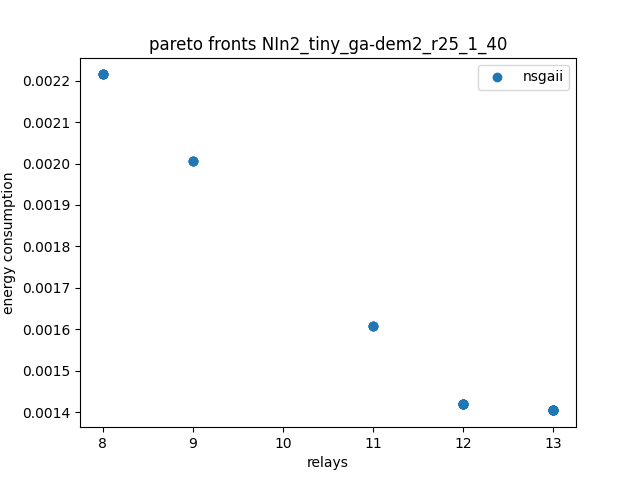 pareto fronts NIn2_tiny_ga-dem2_r25_1_40
nsgaii
0.0022
0.0021
0.0020
0.0019
0.0018
0.0017
0.0016
0.0015
0.0014
energy consumption
8 9 10 11 12 13
relays